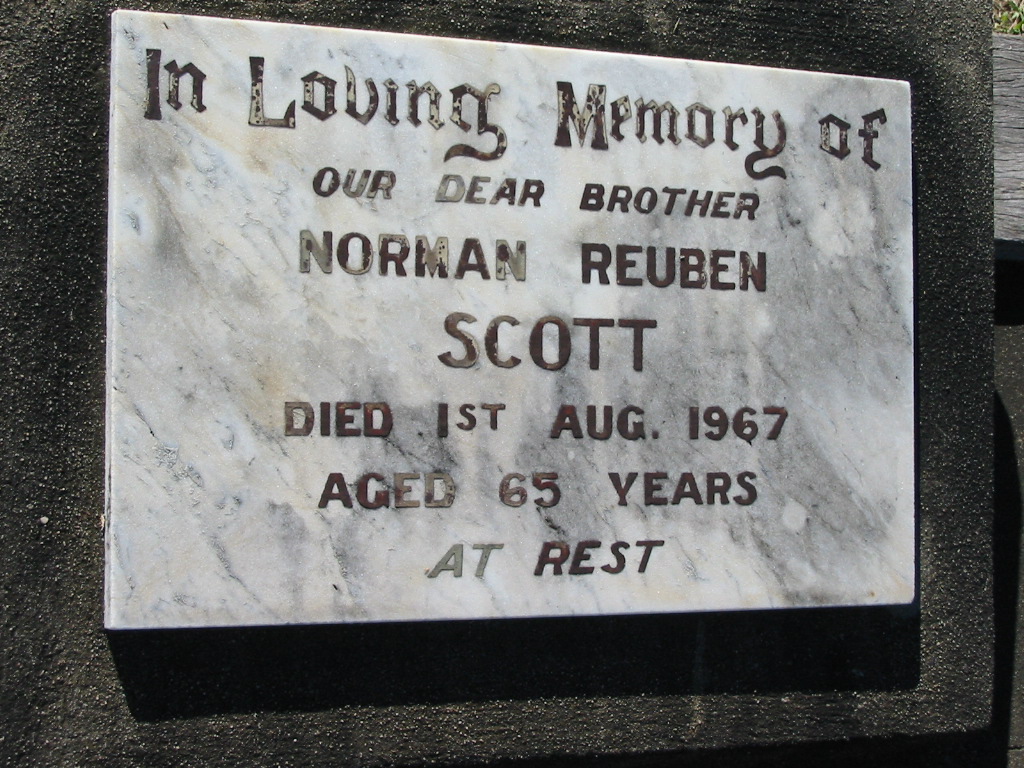 In Loving Memory of
OUR DEAR BROTHER
NORMAN REUBEN
SCOTT
DIED 1ST AUG. 1967
AGED 65 YEARS
AT REST